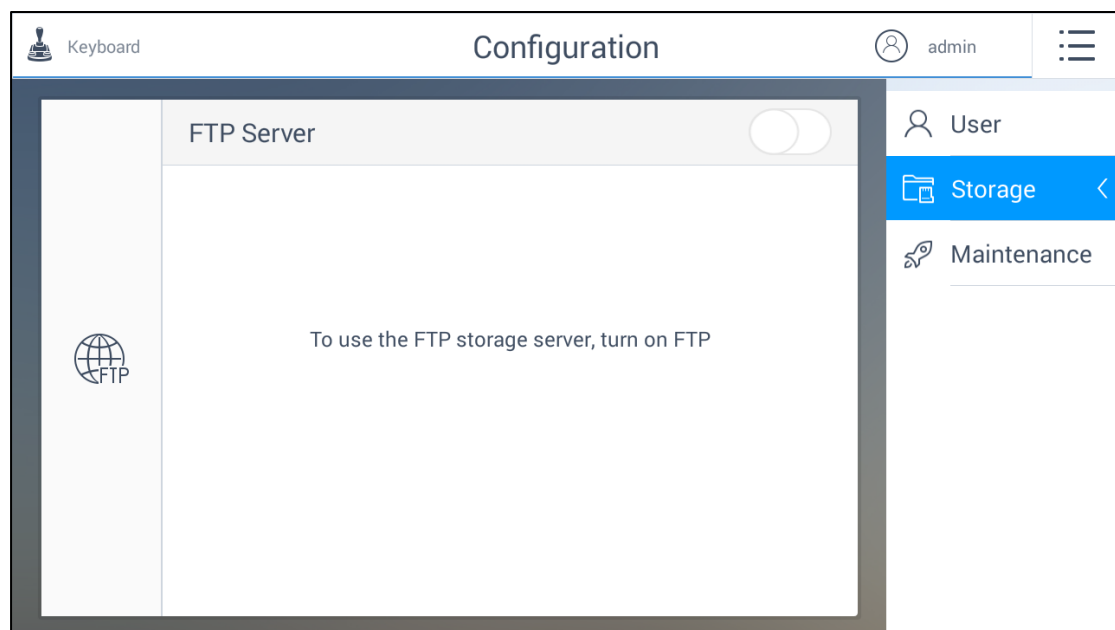 Keyboard
Configuration
admin
FTP Server
User
Storage
Maintenance
To use the FTP storage server, turn on FTP
FTP